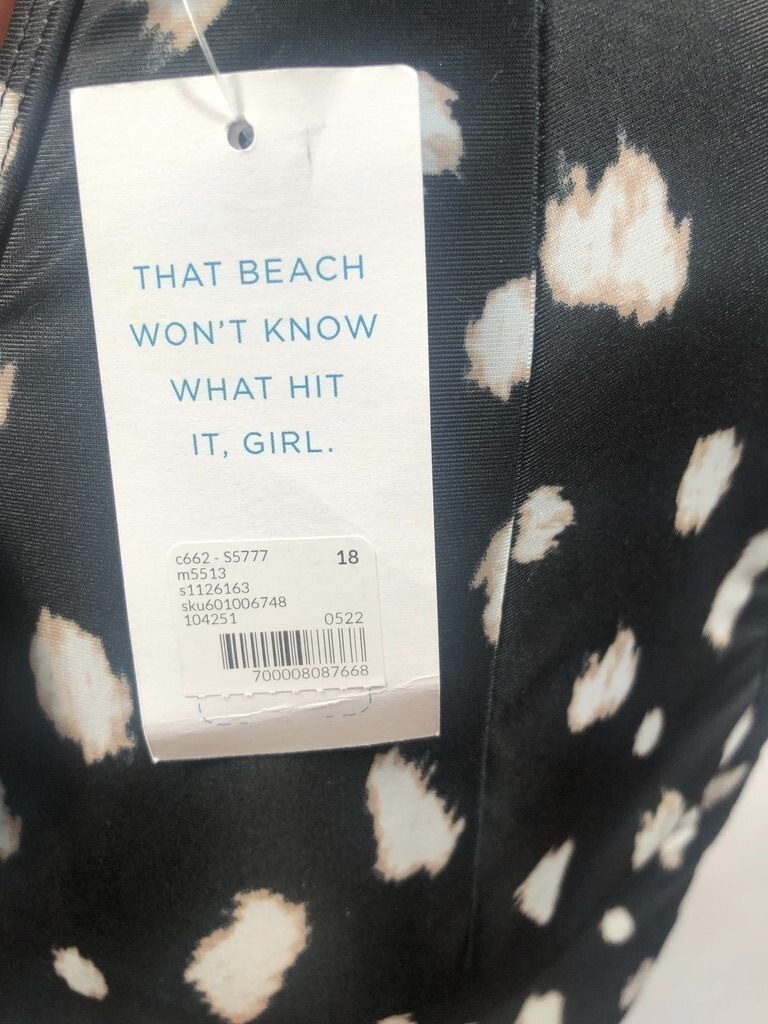 THAT BEACH
WON'T KNOW
WHAT HIT
IT, GIRL.
c662 - S5777 18
m5513
s1126163
sku601006748
104251 0522
700008087668